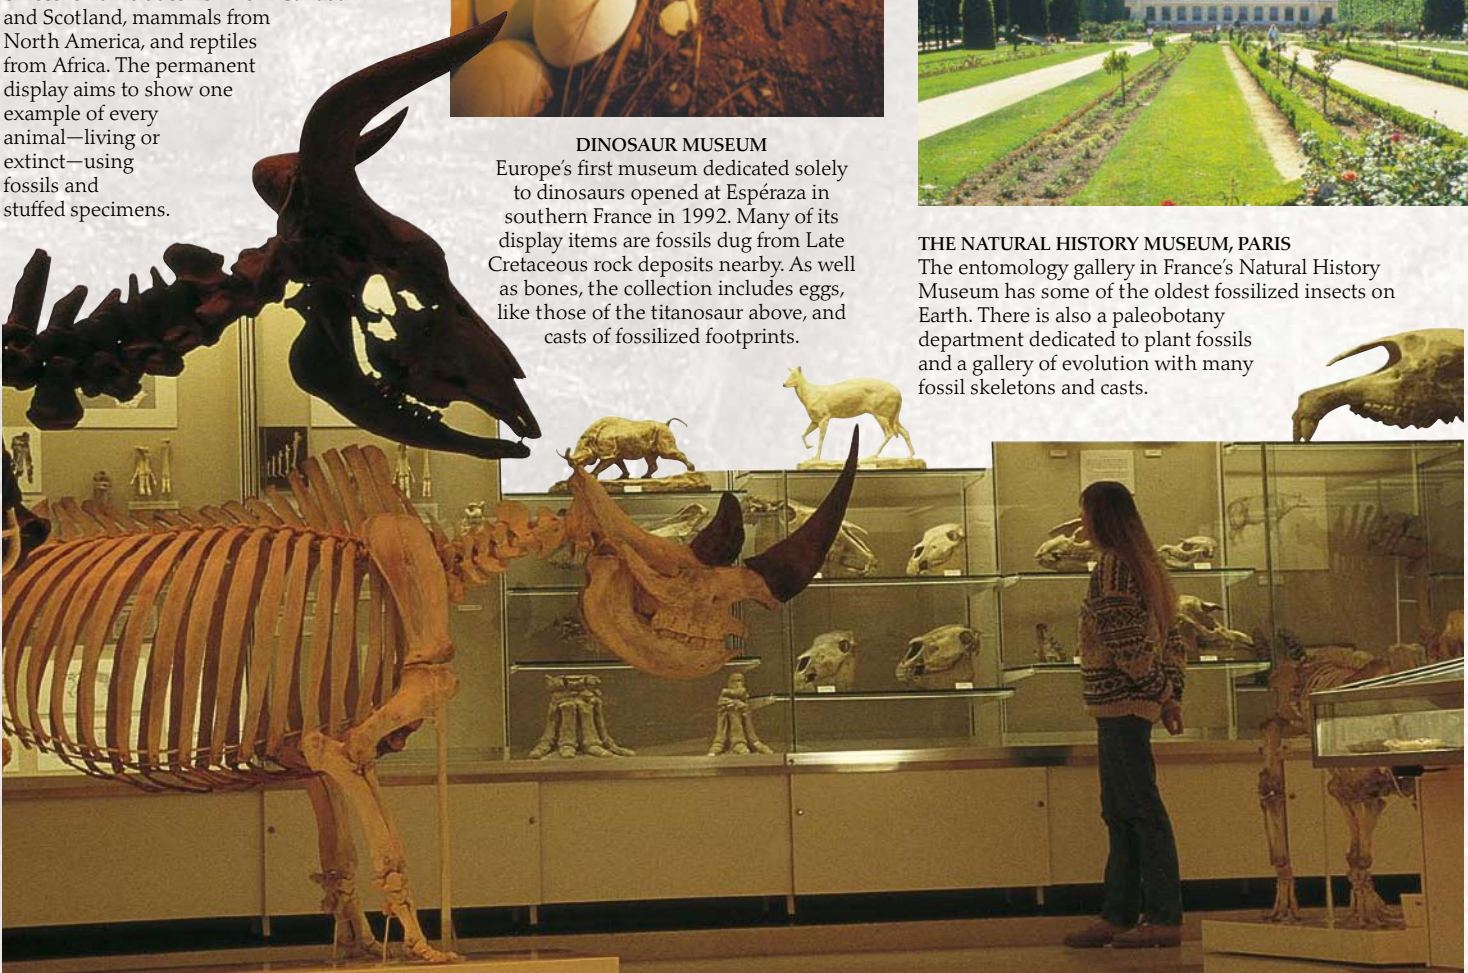 and Scotland, mammals from
North America, and reptiles
from Africa. The permanent
display aims to show one
example of every
animal—living or
extinct—using
fossils and
stuffed specimens.
DINOSAUR MUSEUM
Europe’s first museum dedicated solely
to dinosaurs opened at Espéraza in
southern France in 1992. Many of its
display items are fossils dug from Late
Cretaceous rock deposits nearby. As well
as bones, the collection includes eggs,
like those of the titanosaur above, and
casts of fossilized footprints.
THE NATURAL HISTORY MUSEUM, PARIS
The entomology gallery in France’s Natural History
Museum has some of the oldest fossilized insects on
Earth. There is also a paleobotany
department dedicated to plant fossils
and a gallery of evolution with many
fossil skeletons and casts.